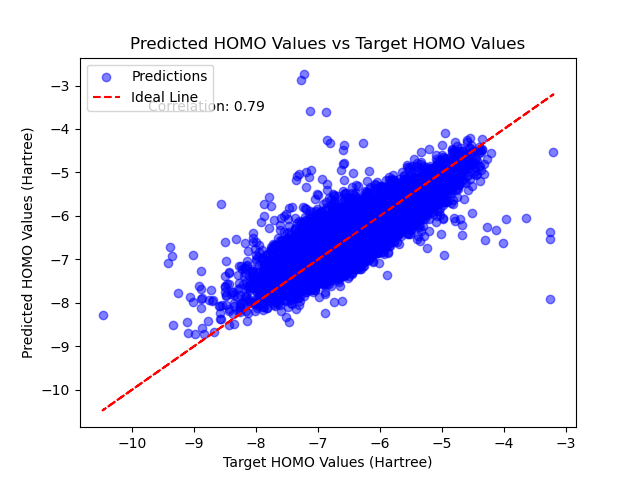 Predicted HOMO Values vs Target HOMO Values
Predictions
Ideal Line
Correlation: 0.79
Predicted HOMO Values (Hartree)
−3
−4
−5
−6
−7
−8
−9
−10
−10 −9 −8 −7 −6 −5 −4 −3
Target HOMO Values (Hartree)